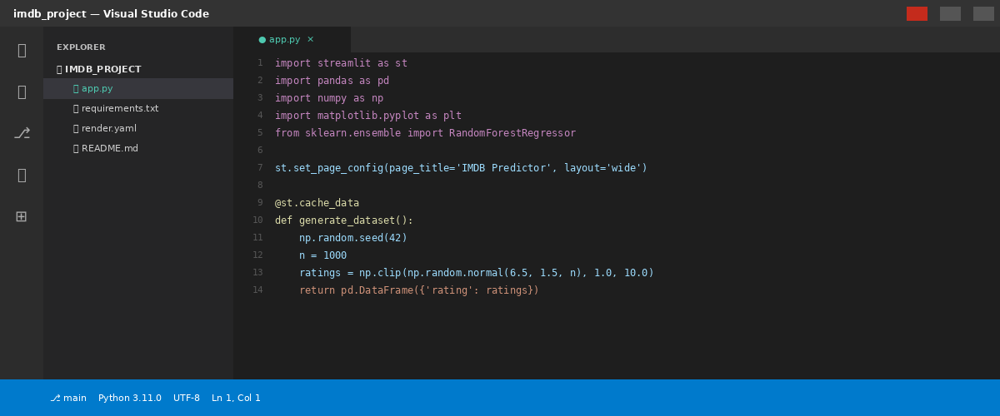 imdb_project — Visual Studio Code
EXPLORER
IMDB_PROJECT
app.py
requirements.txt
render.yaml
README.md
● app.py ×
1 import streamlit as st
2 import pandas as pd
3 import numpy as np
4 import matplotlib.pyplot as plt
5 from sklearn.ensemble import RandomForestRegressor
6
7 st.set_page_config(page_title='IMDB Predictor', layout='wide')
8
9 @st.cache_data
10 def generate_dataset():
11     np.random.seed(42)
12     n = 1000
13     ratings = np.clip(np.random.normal(6.5, 1.5, n), 1.0, 10.0)
14     return pd.DataFrame({'rating': ratings})
⎇ main Python 3.11.0 UTF-8 Ln 1, Col 1